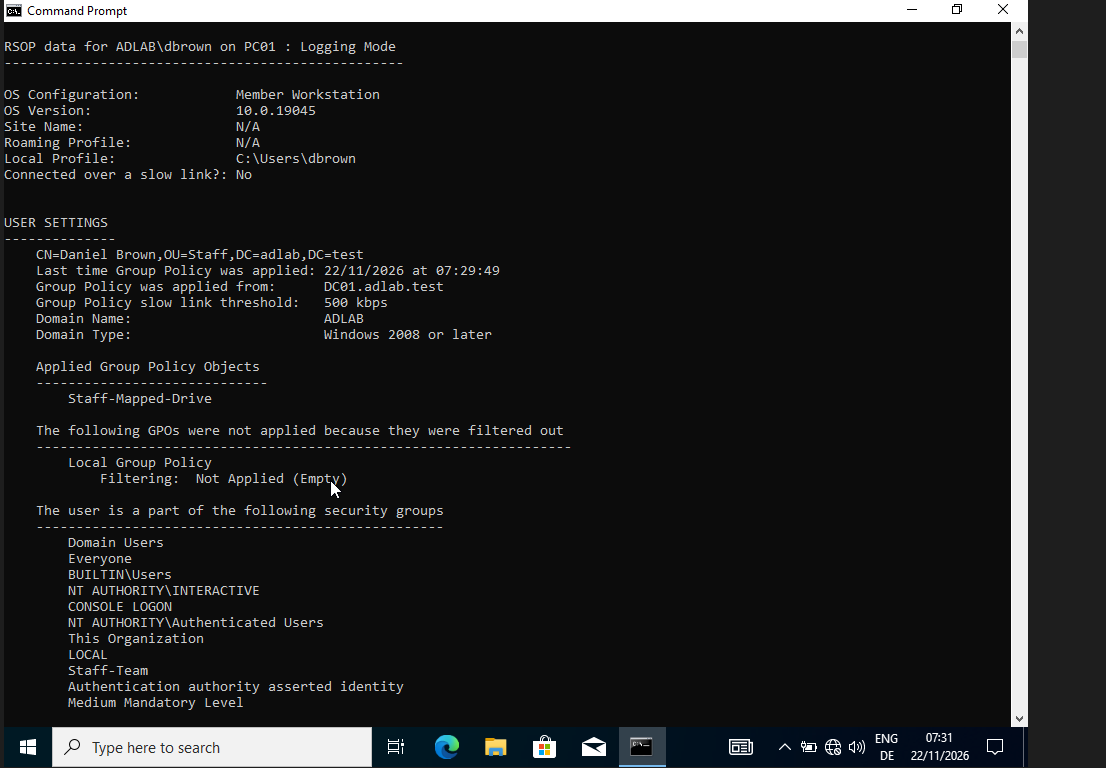 Command Prompt
RSOP data for ADLAB\dbrown on PC01 : Logging Mode
--------------------------------------------------
OS Configuration:            Member Workstation
OS Version:                  10.0.19045
Site Name:                   N/A
Roaming Profile:             N/A
Local Profile:               C:\Users\dbrown
Connected over a slow link?: No
USER SETTINGS
--------------
    CN=Daniel Brown,OU=Staff,DC=adlab,DC=test
    Last time Group Policy was applied: 22/11/2026 at 07:29:49
    Group Policy was applied from:      DC01.adlab.test
    Group Policy slow link threshold:   500 kbps
    Domain Name:                        ADLAB
    Domain Type:                        Windows 2008 or later
    Applied Group Policy Objects
    -----------------------------
        Staff-Mapped-Drive
    The following GPOs were not applied because they were filtered out
    -------------------------------------------------------------------
        Local Group Policy
            Filtering:  Not Applied (Empty)
    The user is a part of the following security groups
    ---------------------------------------------------
        Domain Users
        Everyone
        BUILTIN\Users
        NT AUTHORITY\INTERACTIVE
        CONSOLE LOGON
        NT AUTHORITY\Authenticated Users
        This Organization
        LOCAL
        Staff-Team
        Authentication authority asserted identity
        Medium Mandatory Level
Type here to search
ENG
DE
07:31
22/11/2026